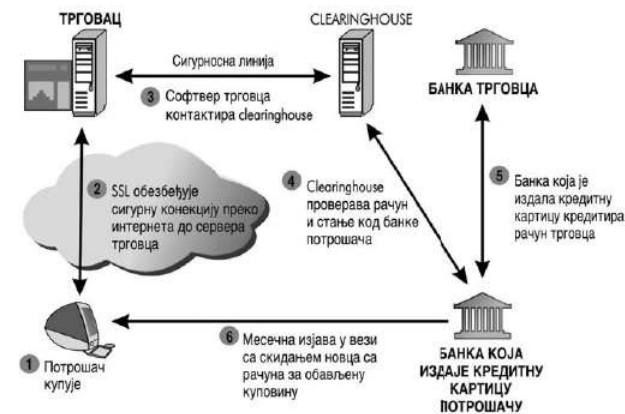 ТРГОВАЦ
CLEARINGHOUSE
Сигурносна линија
3 Софтвер трговца
контактира clearinghouse
БАНКА ТРГОВЦА
2 SSL обезбеђује
сигурну конекцију преко
интернета до сервера
трговца
4 Clearinghouse
проверава рачун
и стање код банке
потрошача
5 Банка која је
издала кредитну
картицу кредитира
рачун трговца
1 Потрошач
купује
6 Месечна изјава у вези
са скидањем новца са
рачуна за обављену
куповину
БАНКА КОЈА
ИЗДАЈЕ КРЕДИТНУ
КАРТИЦУ
ПОТРОШАЧУ